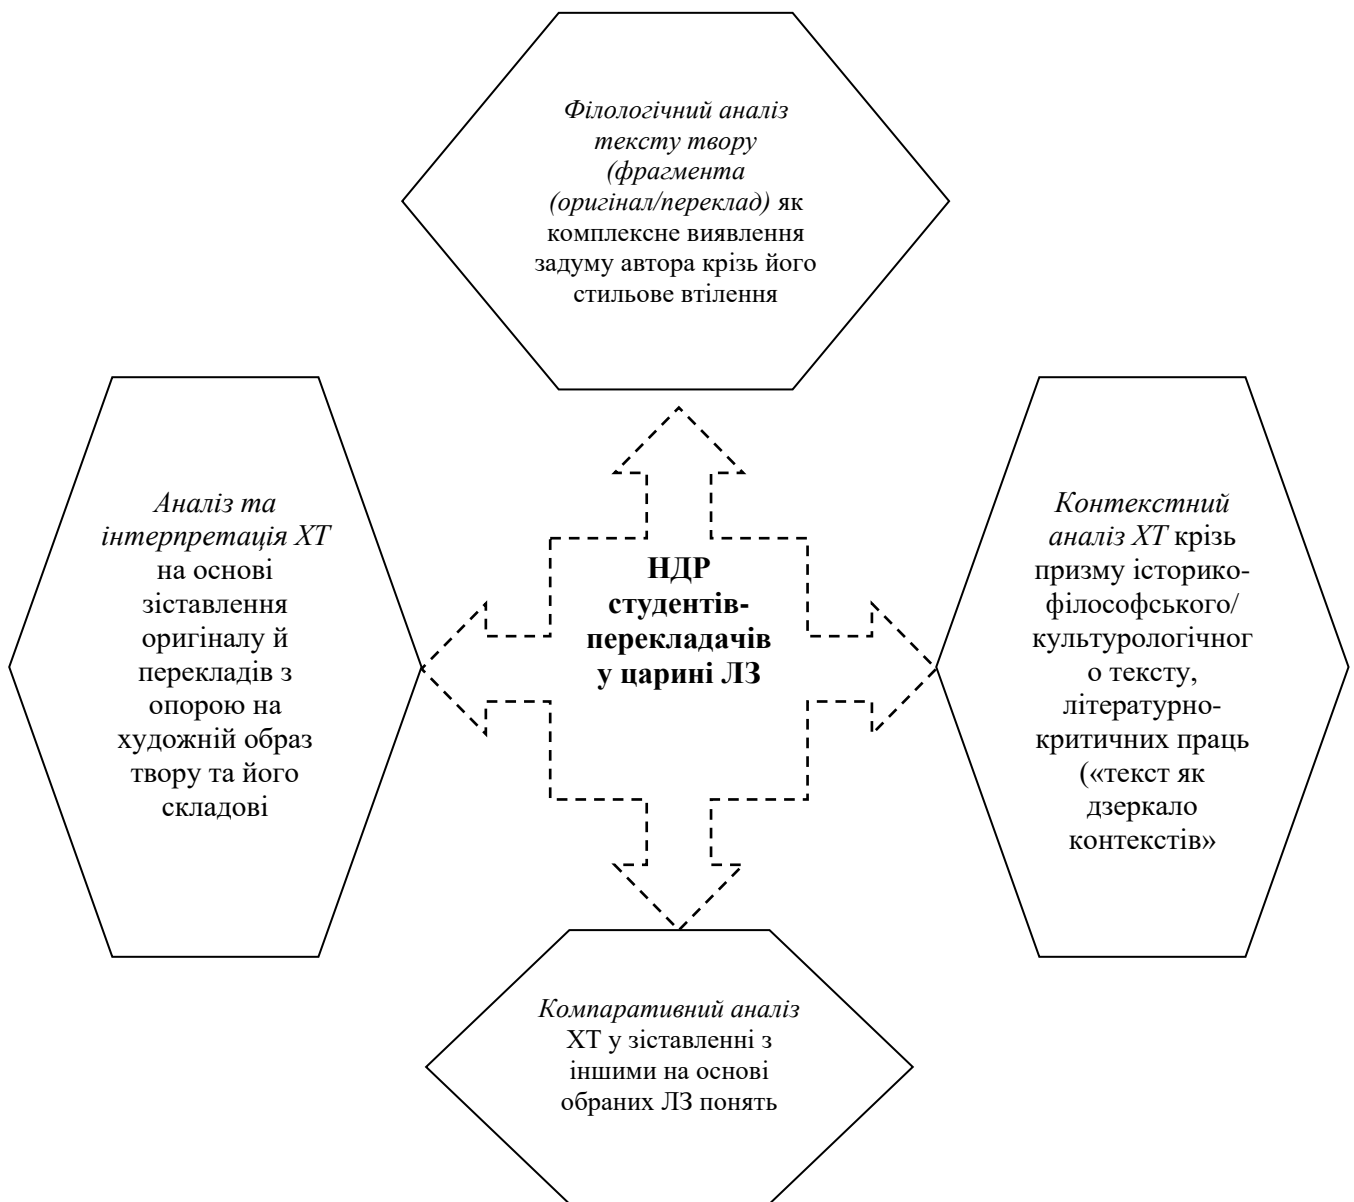 Філологічний аналіз
тексту твору
(фрагмента
(оригінал/переклад) як
комплексне виявлення
задуму автора крізь його
стильове втілення
Аналіз та
інтерпретація ХТ
на основі
зіставлення
оригіналу й
перекладів з
опорою на
художній образ
твору та його
складові
НДР
студентів-
перекладачів
у царині ЛЗ
Контекстний
аналіз ХТ крізь
призму історико-
філософського/
культурологічног
о тексту,
літературно-
критичних праць
(«текст як
дзеркало
контекстів»
Компаративний аналіз
ХТ у зіставленні з
іншими на основі
обраних ЛЗ понять